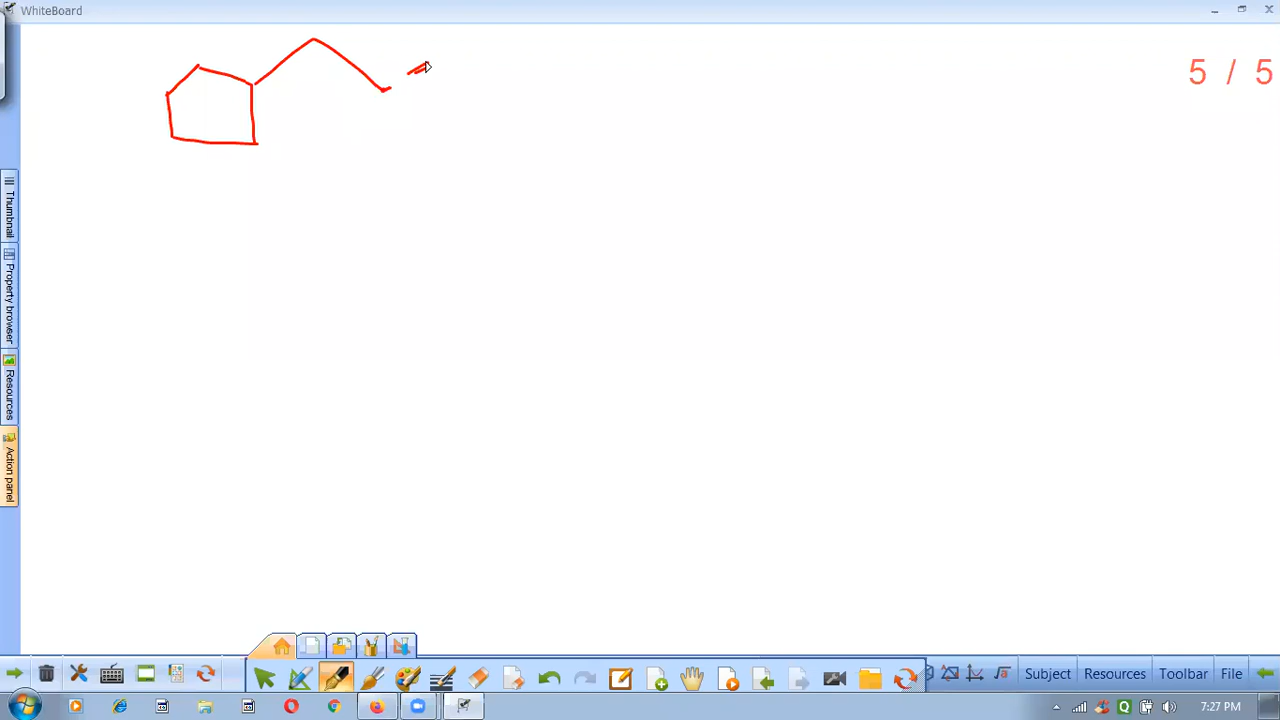 WhiteBoard
5 / 5
Thumbnail
Property browser
Resources
Action panel
Subject
Resources
Toolbar
File
7:27 PM